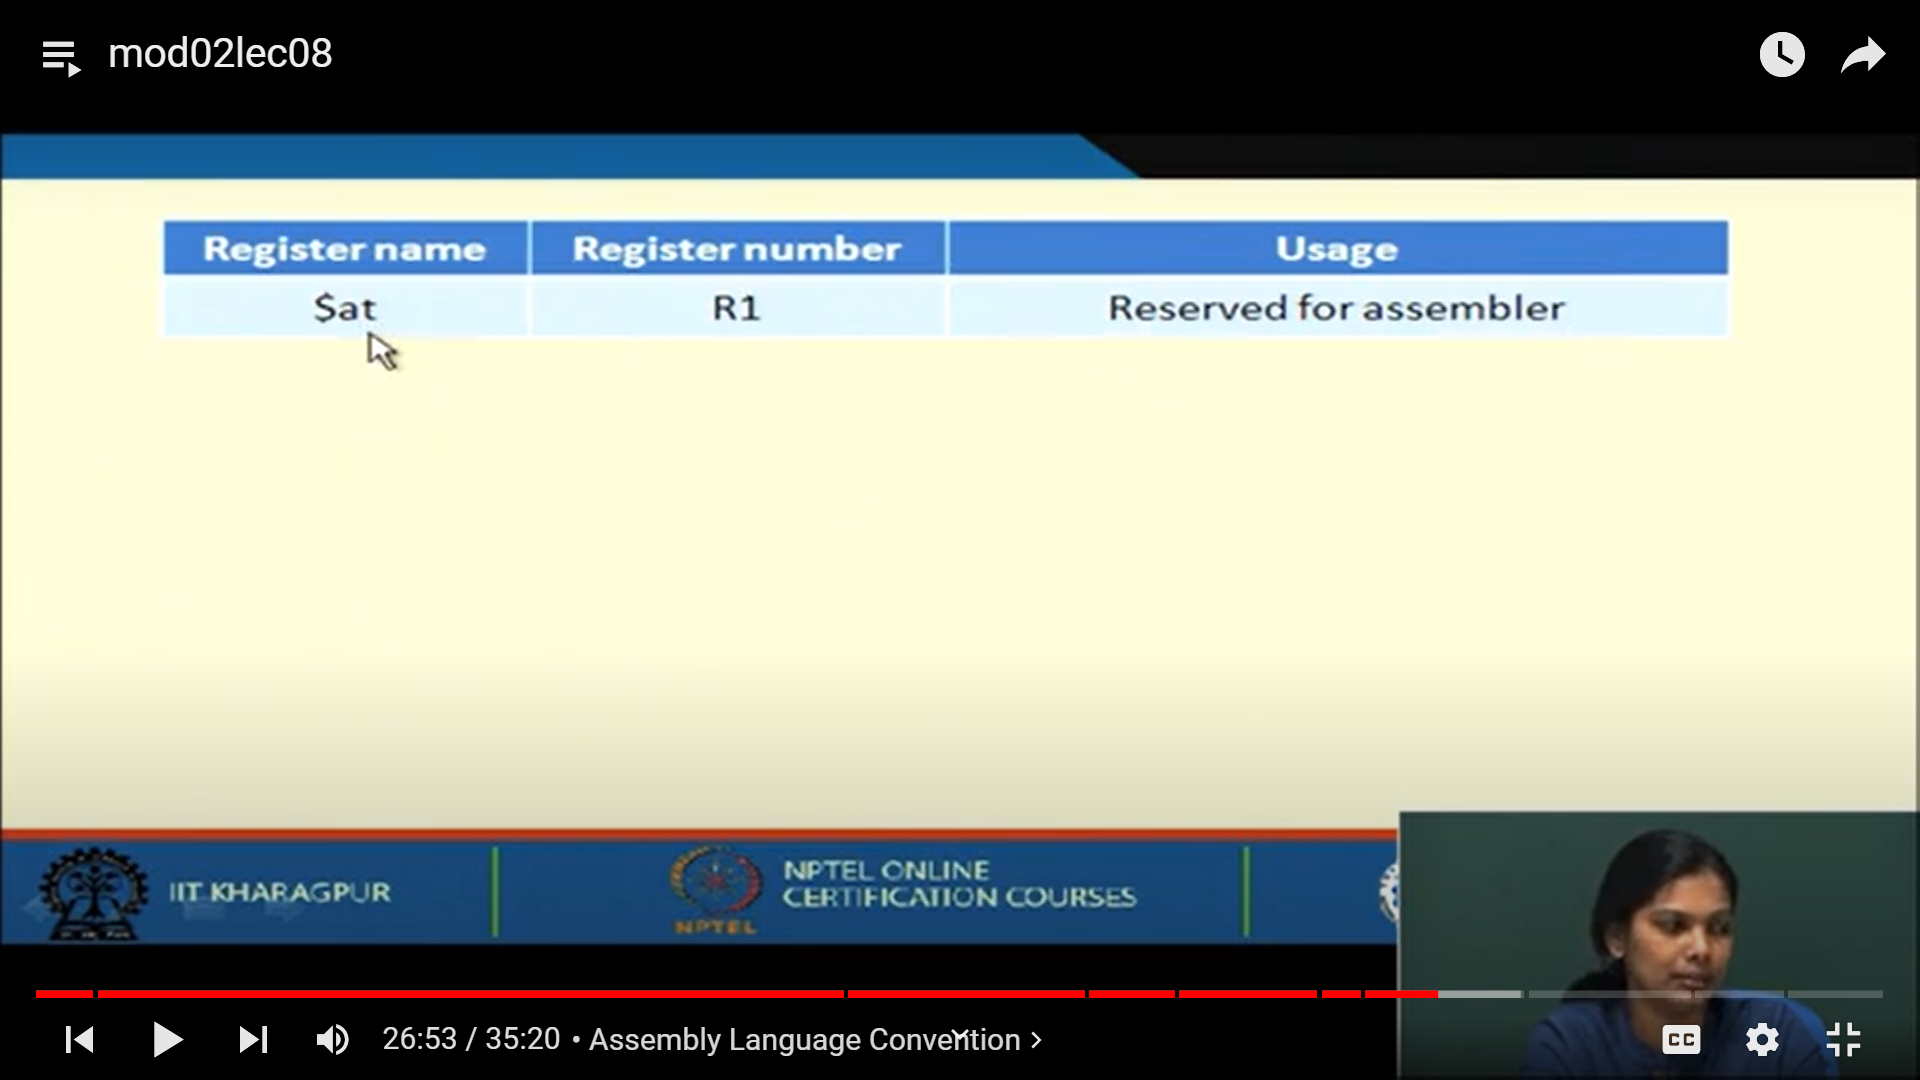 mod02lec08
Register name Register number Usage
$at R1 Reserved for assembler
IIT KHARAGPUR
NPTEL
NPTEL ONLINE
CERTIFICATION COURSES
26:53 / 35:20 • Assembly Language Convention >
CC